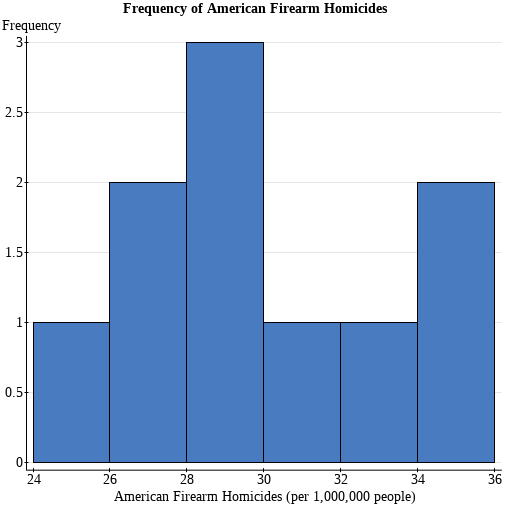 Frequency of American Firearm Homicides
Frequency
3
2.5
2
1.5
1
0.5
0
24 26 28 30 32 34 36
American Firearm Homicides (per 1,000,000 people)